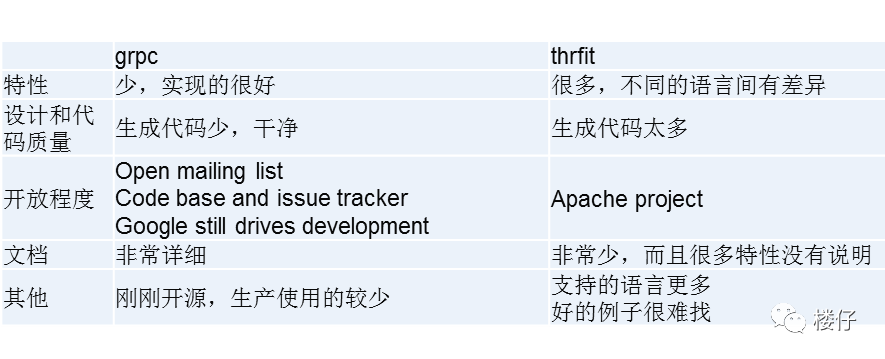 grpc thrfit
特性 少，实现的很好 很多，不同的语言间有差异
设计和代
码质量 生成代码少，干净 生成代码太多
开放程度 Open mailing list
Code base and issue tracker
Google still drives development Apache project
文档 非常详细 非常少，而且很多特性没有说明
其他 刚刚开源，生产使用的较少 支持的语言更多
好的例子很难找
楼仔